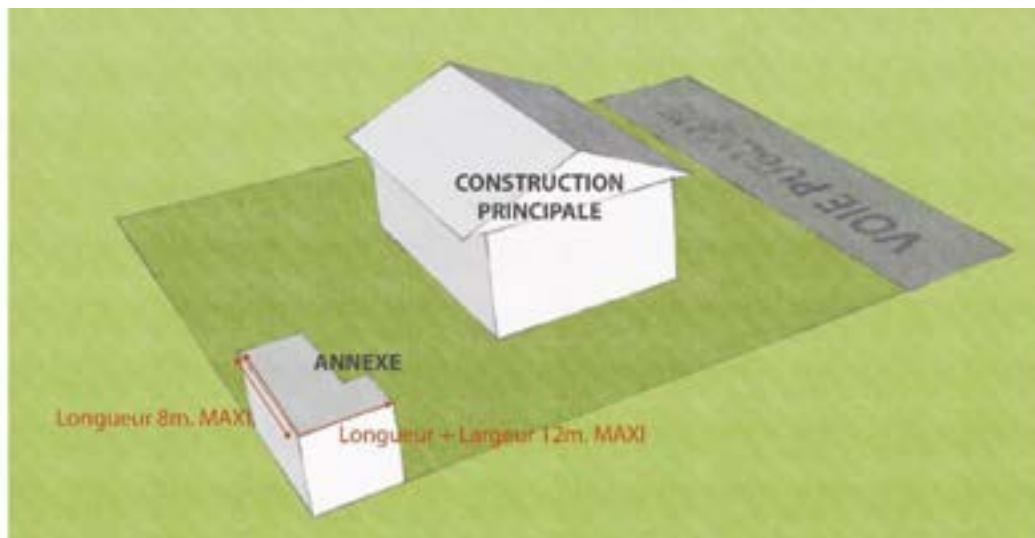 CONSTRUCTION
PRINCIPALE
VOIE PUBLIQUE
ANNEXE
Longueur 8m. MAXI
Longueur + Largeur 12m. MAXI